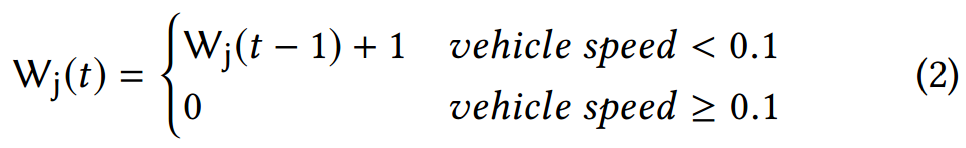 W_j(t) = { W_j(t − 1) + 1 vehicle speed < 0.1
0 vehicle speed ≥ 0.1 (2)